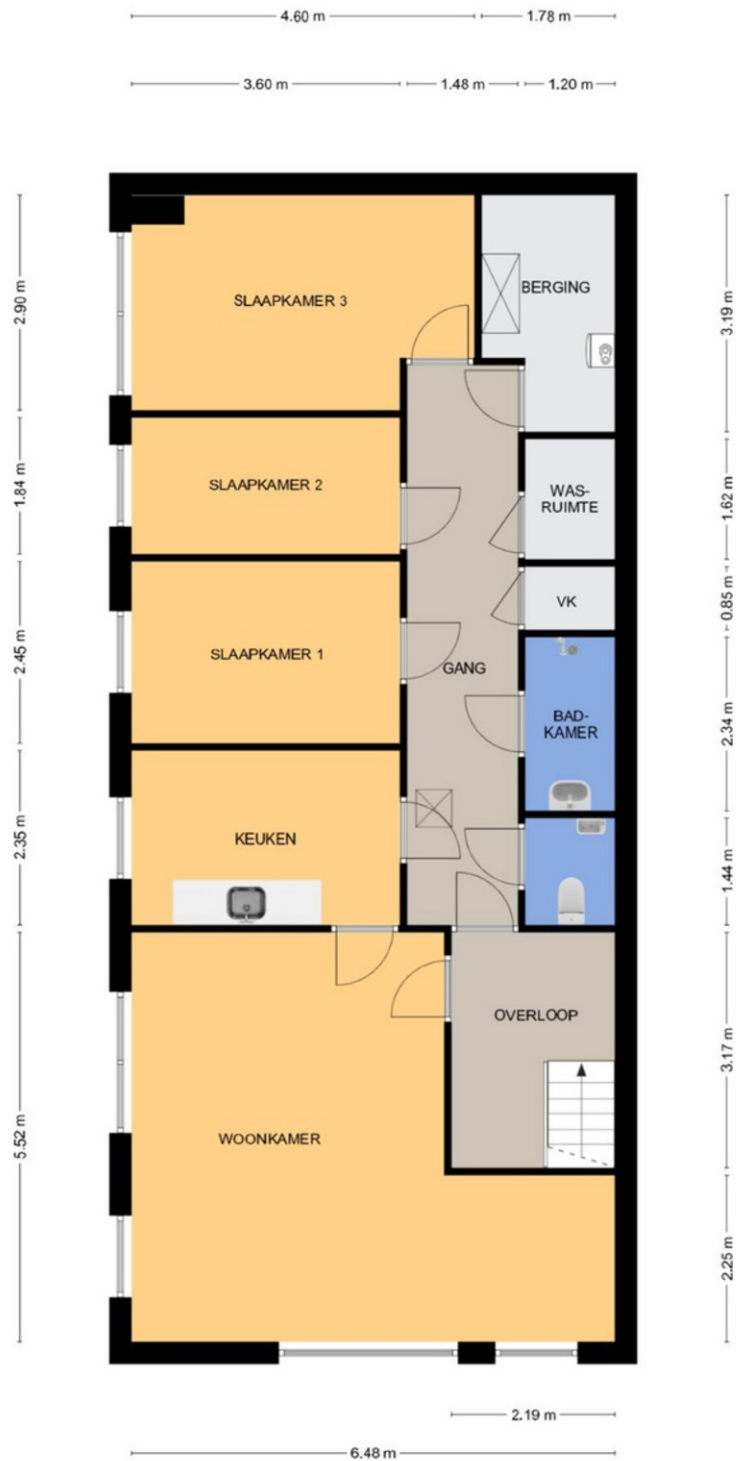 4.60 m
1.78 m
3.60 m
1.48 m
1.20 m
2.90 m
1.84 m
2.45 m
2.35 m
5.52 m
SLAAPKAMER 3
BERGING
SLAAPKAMER 2
WAS-
RUIMTE
VK
SLAAPKAMER 1
GANG
BAD-
KAMER
KEUKEN
OVERLOOP
WOONKAMER
3.19 m
1.62 m
0.85 m
2.34 m
1.44 m
3.17 m
2.25 m
2.19 m
6.48 m